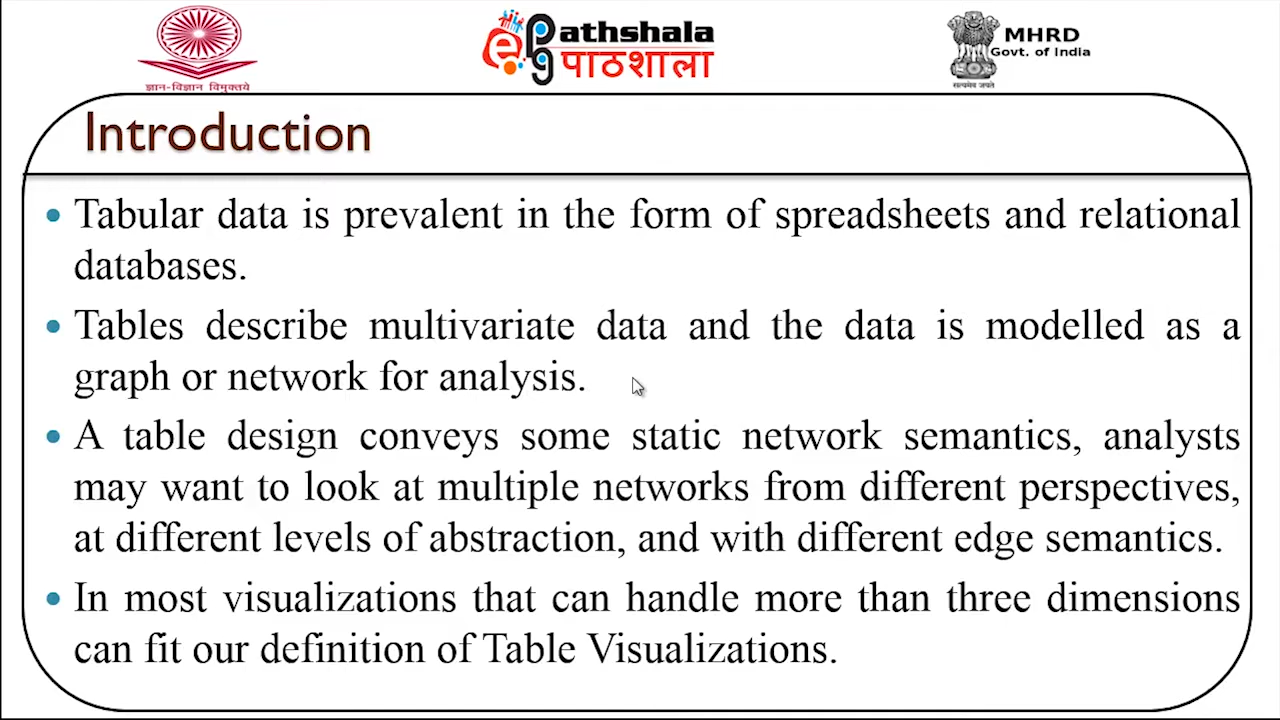 ज्ञान-विज्ञान विमुक्तये
ePg Pathshala
पाठशाला
MHRD
Govt. of India
सत्यमेव जयते
Introduction
• Tabular data is prevalent in the form of spreadsheets and relational
databases.
• Tables describe multivariate data and the data is modelled as a
graph or network for analysis.
• A table design conveys some static network semantics, analysts
may want to look at multiple networks from different perspectives,
at different levels of abstraction, and with different edge semantics.
• In most visualizations that can handle more than three dimensions
can fit our definition of Table Visualizations.